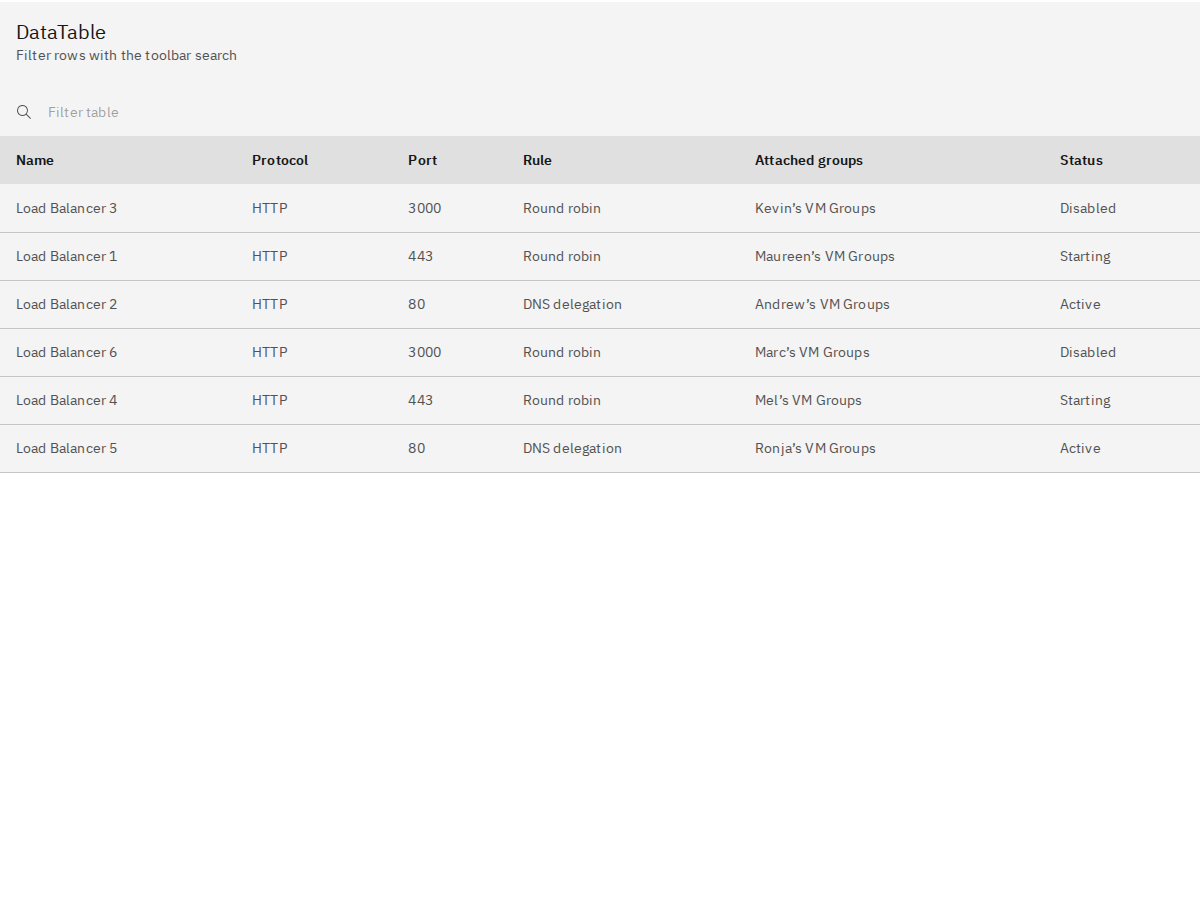 DataTable
Filter rows with the toolbar search
Filter table
Name Protocol Port Rule Attached groups Status
Load Balancer 3 HTTP 3000 Round robin Kevin’s VM Groups Disabled
Load Balancer 1 HTTP 443 Round robin Maureen’s VM Groups Starting
Load Balancer 2 HTTP 80 DNS delegation Andrew’s VM Groups Active
Load Balancer 6 HTTP 3000 Round robin Marc’s VM Groups Disabled
Load Balancer 4 HTTP 443 Round robin Mel’s VM Groups Starting
Load Balancer 5 HTTP 80 DNS delegation Ronja’s VM Groups Active